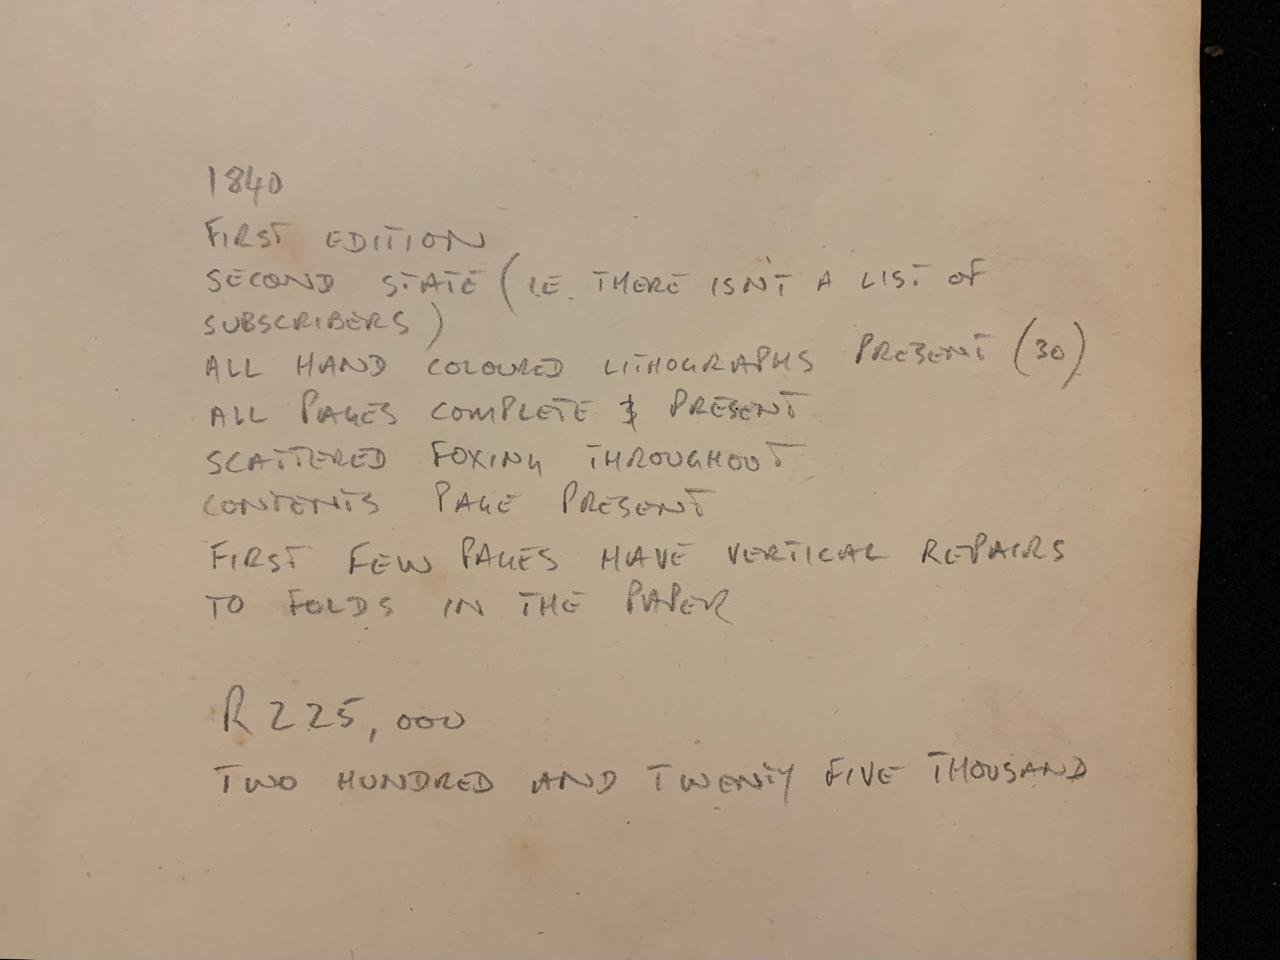 1840
FIRST EDITION
SECOND STATE (IE. THERE ISN'T A LIST OF
SUBSCRIBERS)
ALL HAND COLOURED LITHOGRAPHS PRESENT (30)
ALL PAGES COMPLETE & PRESENT
SCATTERED FOXING THROUGHOUT
CONTENTS PAGE PRESENT
FIRST FEW PAGES HAVE VERTICAL REPAIRS
TO FOLDS IN THE PAPER
R225,000
TWO HUNDRED AND TWENTY FIVE THOUSAND